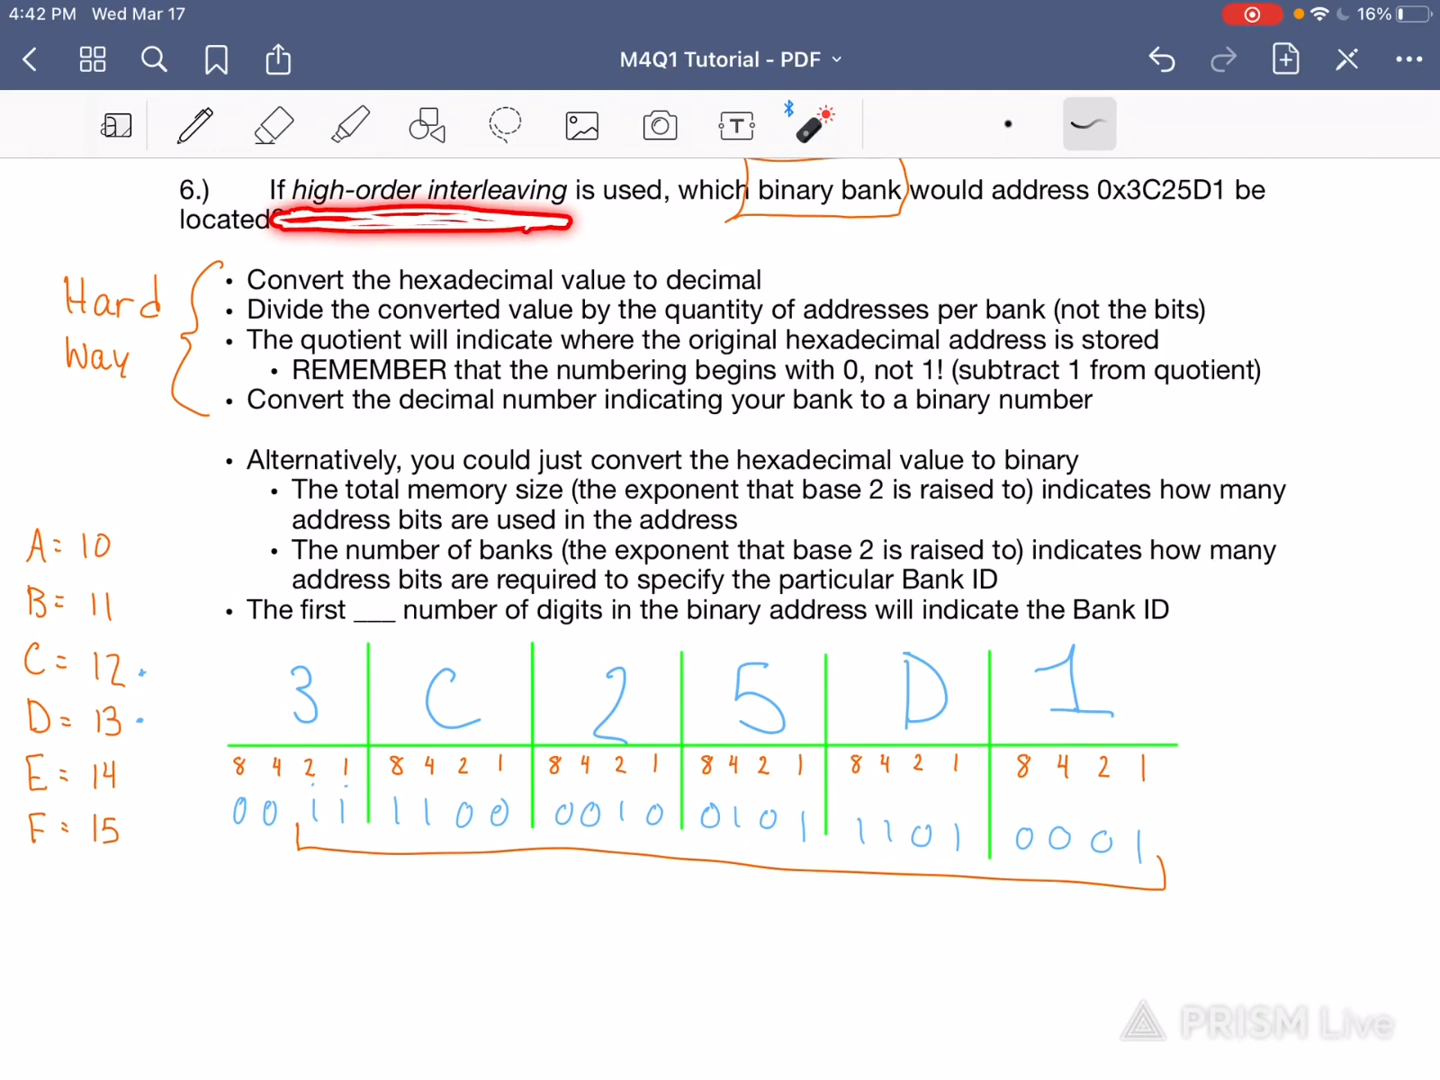 4:42 PM Wed Mar 17
16%
M4Q1 Tutorial - PDF
T
6.) If high-order interleaving is used, which binary bank would address 0x3C25D1 be
located?
Hard
Way
• Convert the hexadecimal value to decimal
• Divide the converted value by the quantity of addresses per bank (not the bits)
• The quotient will indicate where the original hexadecimal address is stored
• REMEMBER that the numbering begins with 0, not 1! (subtract 1 from quotient)
• Convert the decimal number indicating your bank to a binary number
• Alternatively, you could just convert the hexadecimal value to binary
• The total memory size (the exponent that base 2 is raised to) indicates how many
address bits are used in the address
• The number of banks (the exponent that base 2 is raised to) indicates how many
address bits are required to specify the particular Bank ID
• The first ___ number of digits in the binary address will indicate the Bank ID
A = 10
B = 11
C = 12
D = 13
E = 14
F = 15
3 C 2 5 D 1
8 4 2 1 8 4 2 1 8 4 2 1 8 4 2 1 8 4 2 1 8 4 2 1
0 0 1 1 1 1 0 0 0 0 1 0 0 1 0 1 1 1 0 1 0 0 0 1
PRISM Live